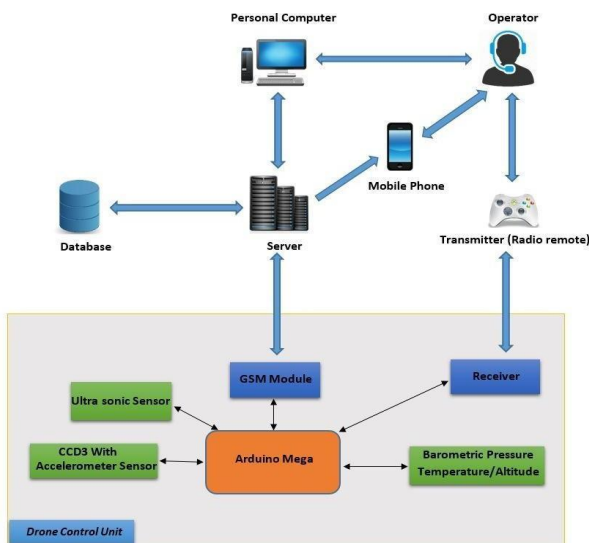 Personal Computer
Operator
Mobile Phone
Database
Server
Transmitter (Radio remote)
GSM Module
Receiver
Ultra sonic Sensor
CCD3 With
Accelerometer Sensor
Arduino Mega
Barometric Pressure
Temperature/Altitude
Drone Control Unit